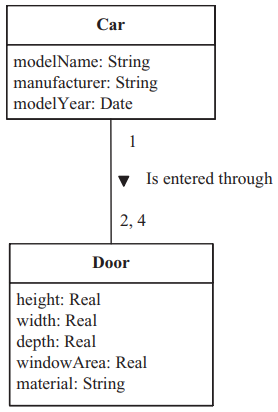 Car
modelName: String
manufacturer: String
modelYear: Date
1
Is entered through
2, 4
Door
height: Real
width: Real
depth: Real
windowArea: Real
material: String